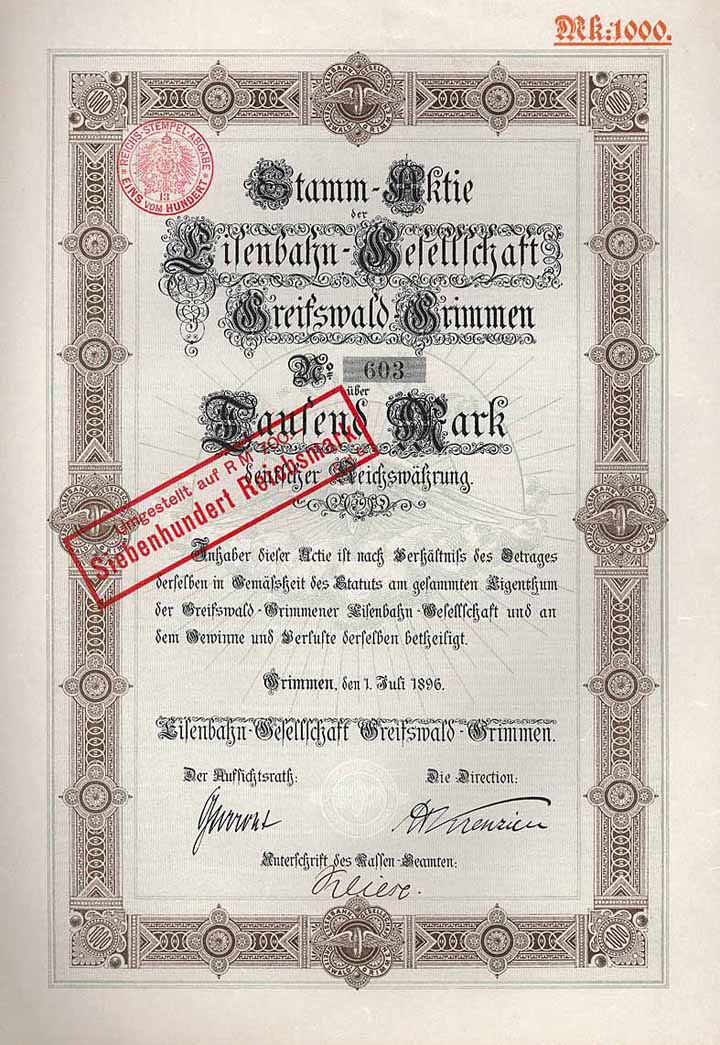 Mk: 1000.
REICHS-STEMPEL-ABGABE
13
EINS VOM HUNDERT
Stamm-Aktie
der
Eisenbahn-Gesellschaft
Greifswald-Grimmen
No. 603
über
Tausend Mark
deutscher Reichswährung.
Umgestellt auf RM 700.-
Siebenhundert Reichsmark
Inhaber dieser Actie ist nach Verhältniss des Betrages
derselben in Gemässheit des Statuts am gesammten Eigenthum
der Greifswald-Grimmener Eisenbahn-Gesellschaft und an
dem Gewinne und Verluste derselben betheiligt.
Grimmen, den 1. Juli 1896.
Eisenbahn-Gesellschaft Greifswald-Grimmen.
Der Aufsichtsrath: Die Direction:
Unterschrift des Kassen-Beamten: